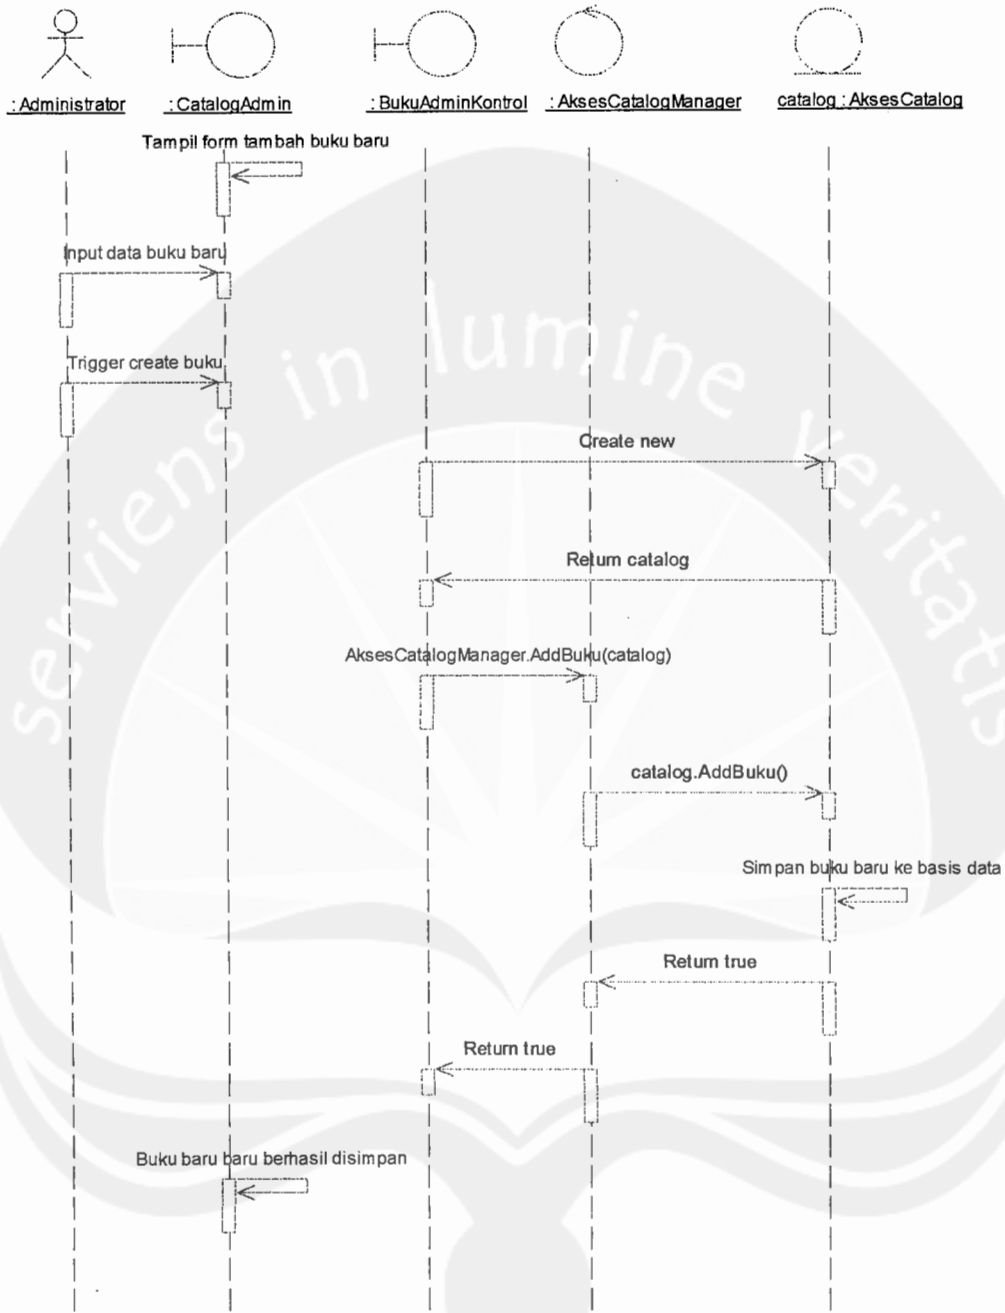 : Administrator
: CatalogAdmin
: BukuAdminKontrol
: AksesCatalogManager
catalog : AksesCatalog
Tampil form tambah buku baru
Input data buku baru
Trigger create buku
Create new
Return catalog
AksesCatalogManager.AddBuku(catalog)
catalog.AddBuku()
Simpan buku baru ke basis data
Return true
Return true
Buku baru baru berhasil disimpan
serviens in lumine veritatis